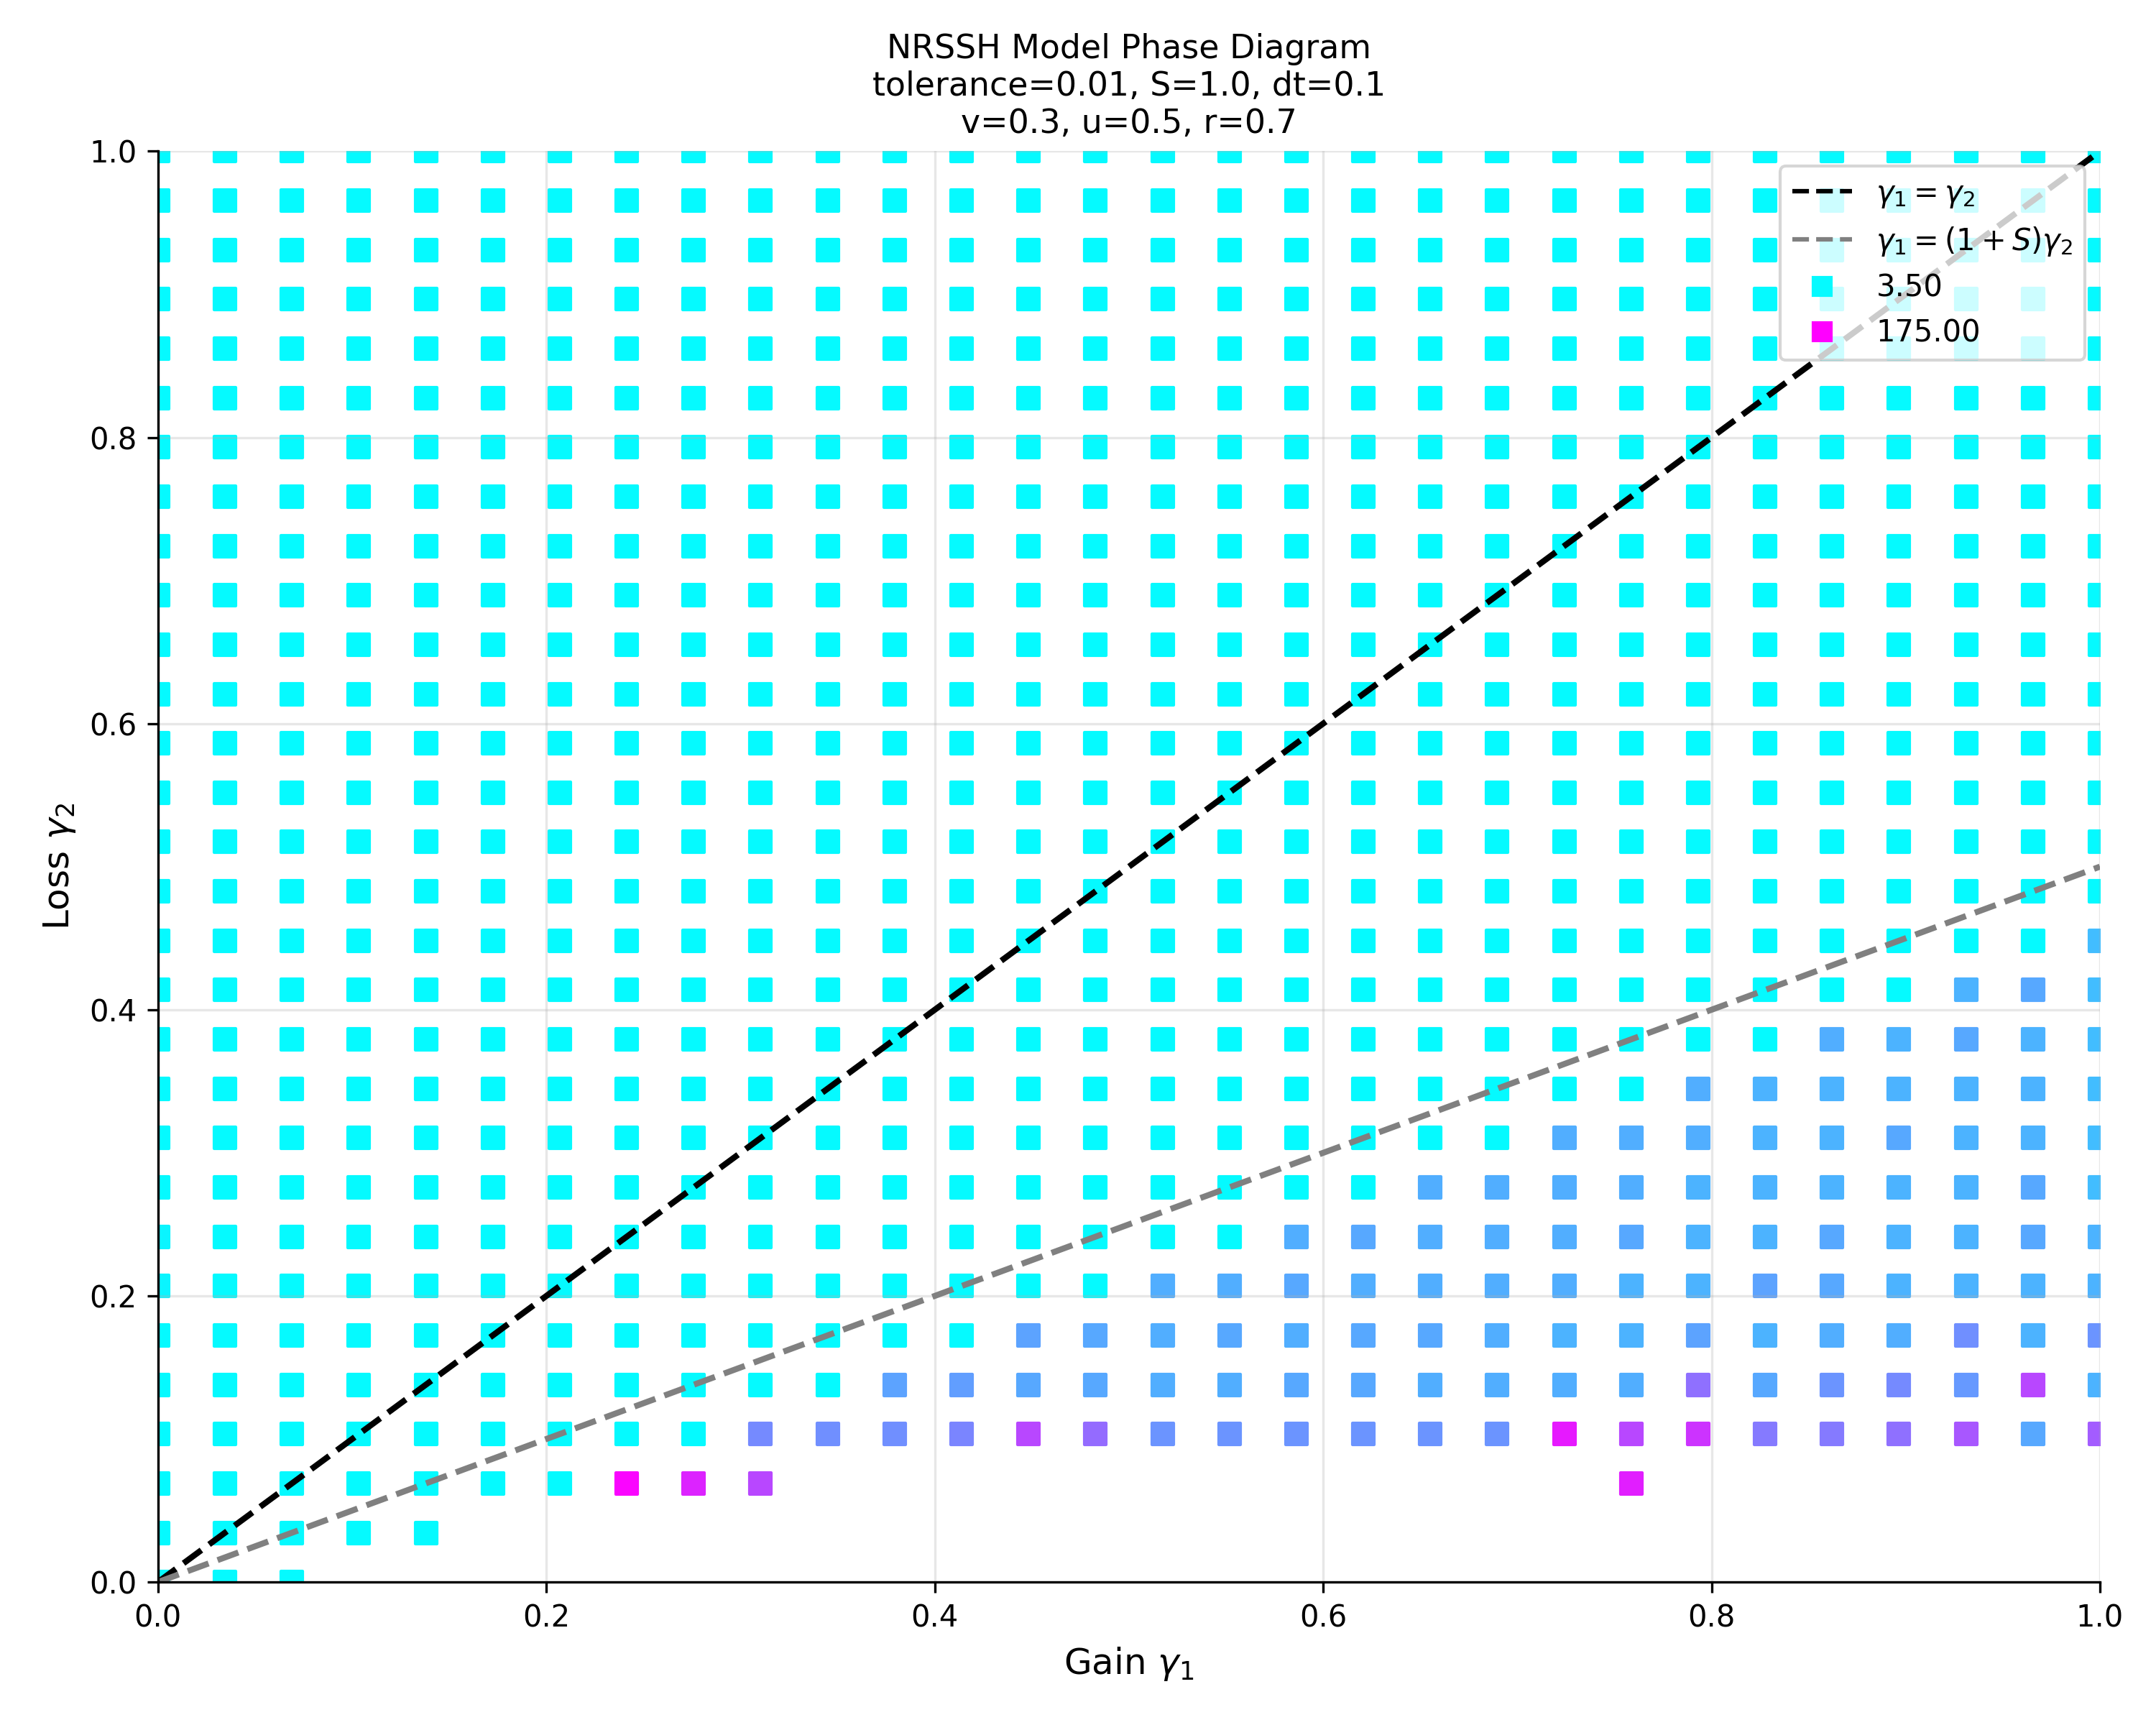 NRSSH Model Phase Diagram
tolerance=0.01, S=1.0, dt=0.1
v=0.3, u=0.5, r=0.7
γ₁ = γ₂
γ₁ = (1 + S)γ₂
3.50
175.00
1.0
0.8
0.6
0.4
0.2
0.0
Loss γ₂
0.0 0.2 0.4 0.6 0.8 1.0
Gain γ₁